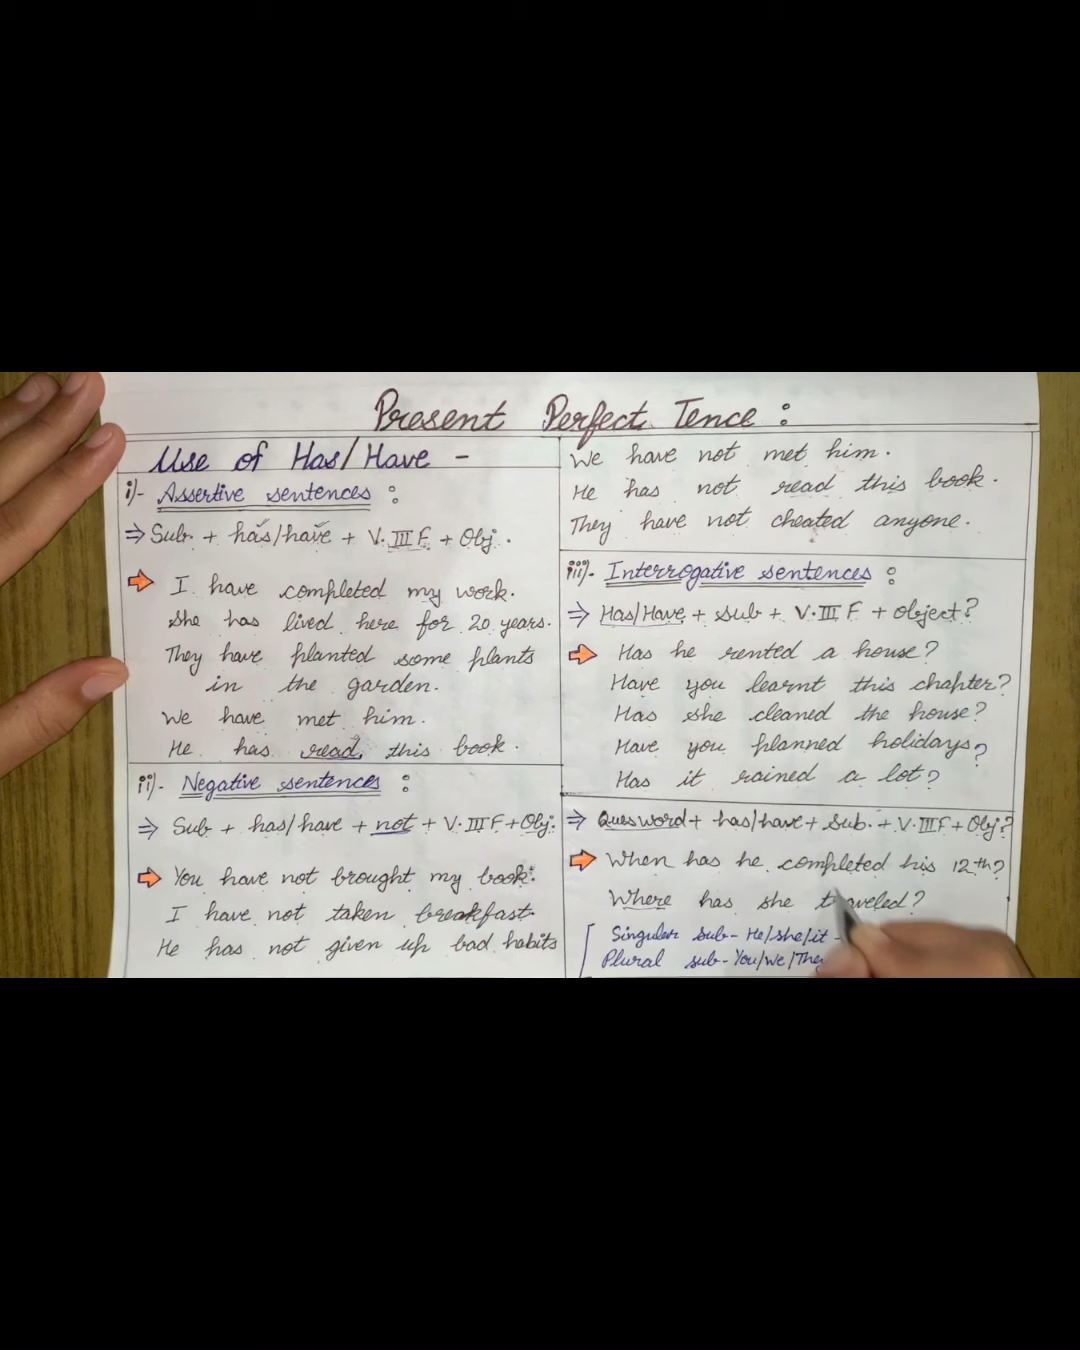 Present Perfect Tence :
Use of Has/Have -
i)- Assertive sentences :
⇒ Sub. + has/have + V.III F. + Obj.
I have completed my work.
She has lived here for 20 years.
They have planted some plants
in the garden.
We have met him.
He has read this book.
ii)- Negative sentences :
⇒ Sub + has/have + not + V.III F + Obj.
You have not brought my book.
I have not taken breakfast.
He has not given up bad habits
We have not met him.
He has not read this book.
They have not cheated anyone.
iii)- Interrogative sentences :
⇒ Has/Have + sub + V.III F + object?
Has he rented a house?
Have you learnt this chapter?
Has she cleaned the house?
Have you planned holidays?
Has it rained a lot?
⇒ Quesword + has/have + sub. + V.III F + Obj?
When has he completed his 12th?
Where has she traveled?
Singular sub - He/she/it -
Plural sub - You/we/They